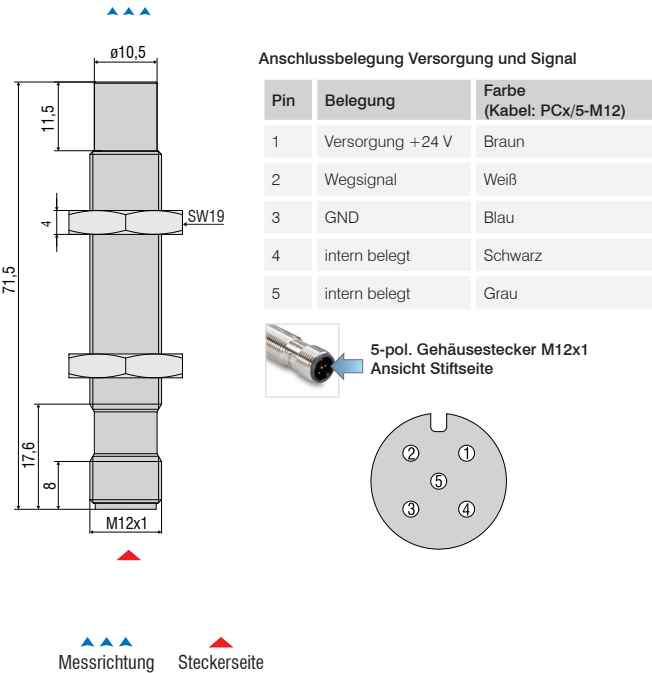 ø10,5
11,5
4
SW19
71,5
17,6
8
M12x1
Anschlussbelegung Versorgung und Signal
Pin Belegung Farbe (Kabel: PCx/5-M12)
1 Versorgung +24 V Braun
2 Wegsignal Weiß
3 GND Blau
4 intern belegt Schwarz
5 intern belegt Grau
5-pol. Gehäusestecker M12x1
Ansicht Stiftseite
2 1
5
3 4
Messrichtung Steckerseite